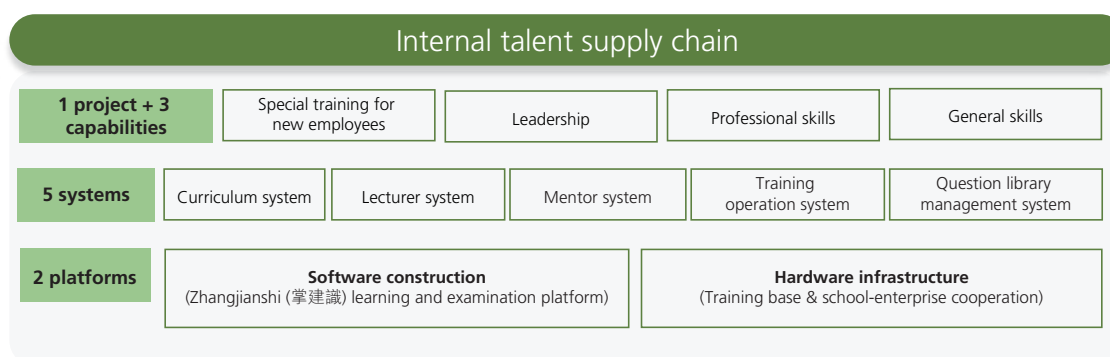 Internal talent supply chain
1 project + 3
capabilities
Special training for
new employees
Leadership
Professional skills
General skills
5 systems
Curriculum system
Lecturer system
Mentor system
Training
operation system
Question library
management system
2 platforms
Software construction
(Zhangjianshi (掌建識) learning and examination platform)
Hardware infrastructure
(Training base & school-enterprise cooperation)